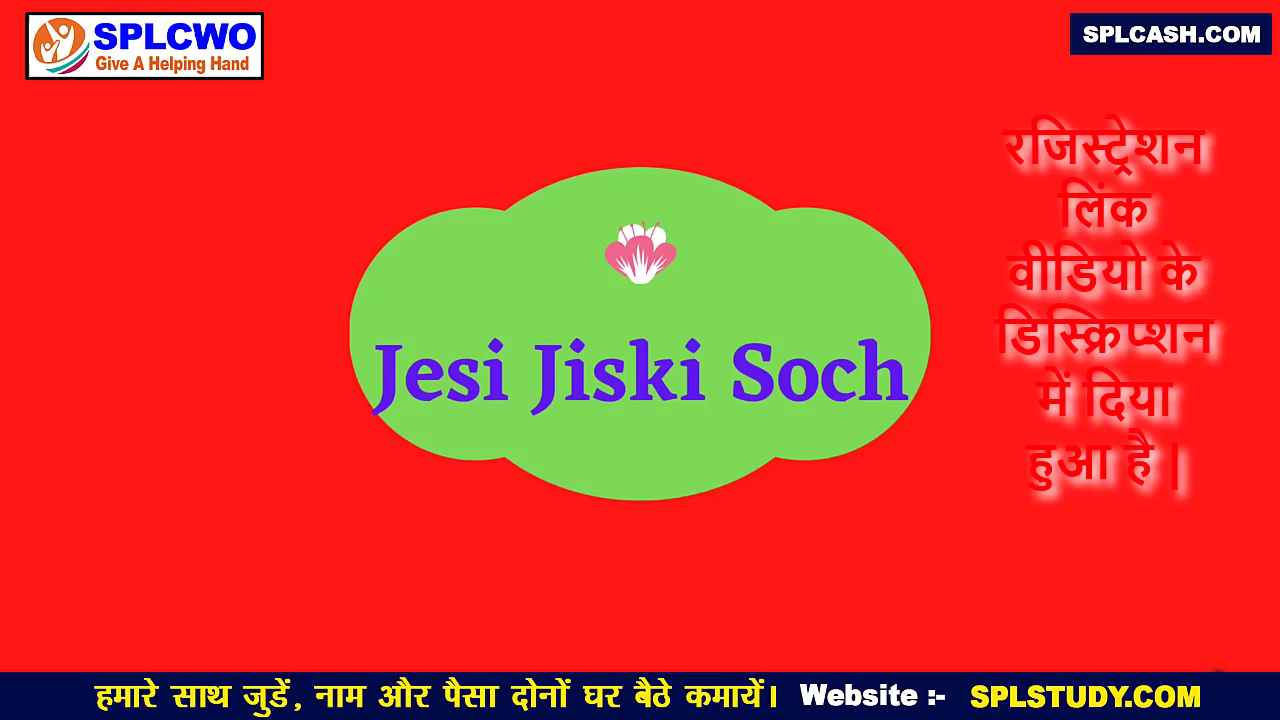 SPLCWO
Give A Helping Hand
SPLCASH.COM
रजिस्ट्रेशन
लिंक
वीडियो के
डिस्क्रिप्शन
में दिया
हुआ है |
Jesi Jiski Soch
हमारे साथ जुडें, नाम और पैसा दोनों घर बैठे कमायें। Website :- SPLSTUDY.COM